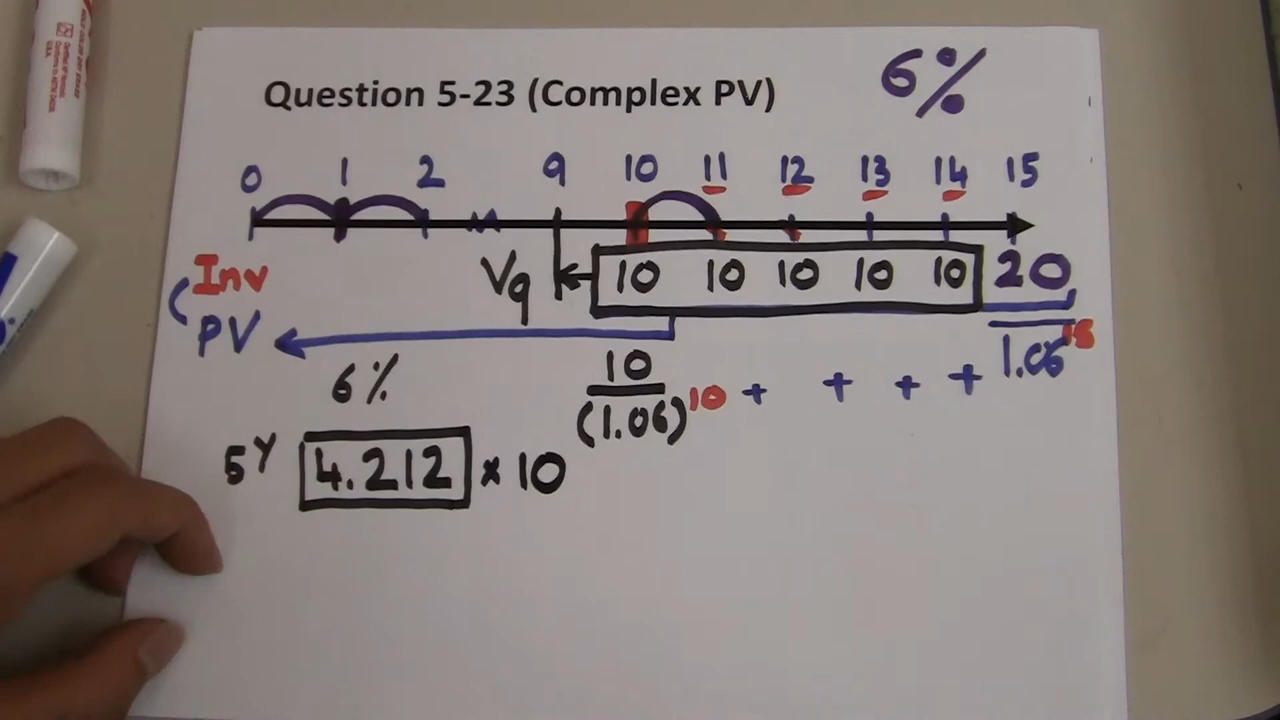 Question 5-23 (Complex PV)
6%
0 1 2 9 10 11 12 13 14 15
Inv V9 10 10 10 10 10 20
PV
6%
10
(1.06)10 + + + + 1.06 15
5Y 4.212 × 10